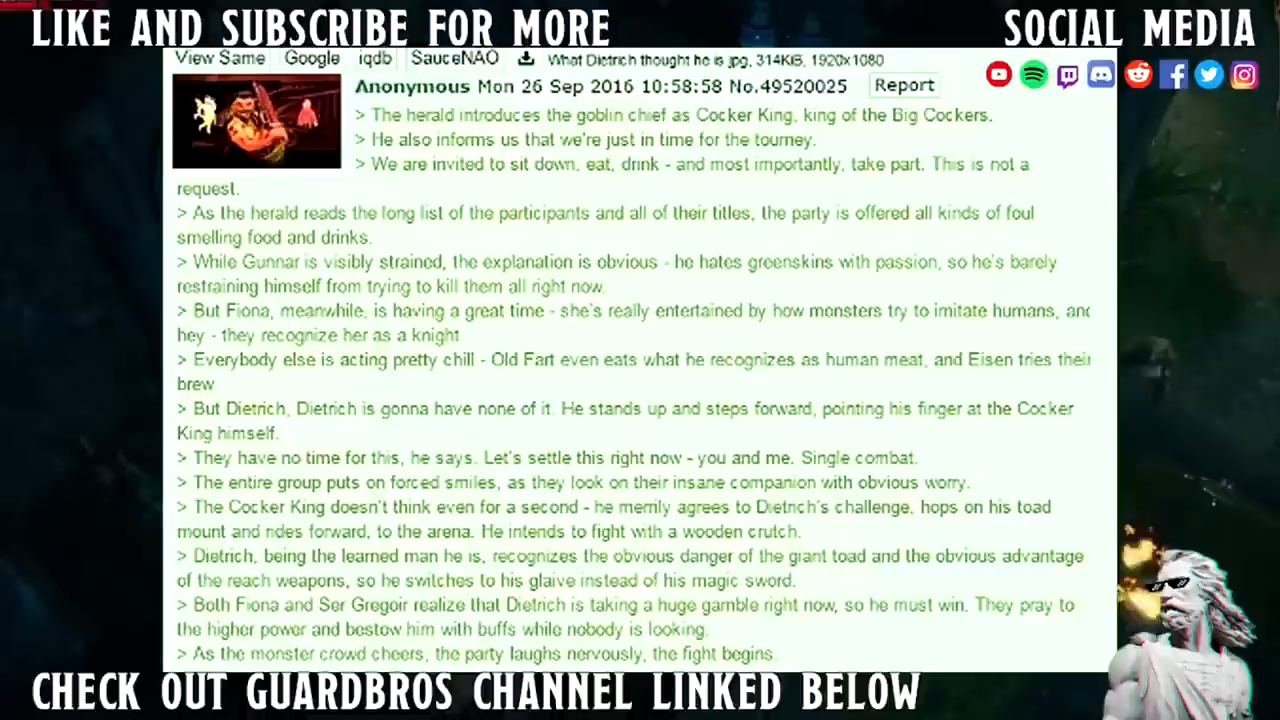 LIKE AND SUBSCRIBE FOR MORE
SOCIAL MEDIA
View Same Google iqdb SauceNAO What Dietrich thought he is.jpg, 314KiB, 1920x1080
Anonymous Mon 26 Sep 2016 10:58:58 No.49520025 Report
> The herald introduces the goblin chief as Cocker King, king of the Big Cockers.
> He also informs us that we're just in time for the tourney.
> We are invited to sit down, eat, drink - and most importantly, take part. This is not a
request.
> As the herald reads the long list of the participants and all of their titles, the party is offered all kinds of foul
smelling food and drinks.
> While Gunnar is visibly strained, the explanation is obvious - he hates greenskins with passion, so he's barely
restraining himself from trying to kill them all right now.
> But Fiona, meanwhile, is having a great time - she's really entertained by how monsters try to imitate humans, and
hey - they recognize her as a knight
> Everybody else is acting pretty chill - Old Fart even eats what he recognizes as human meat, and Eisen tries their
brew
> But Dietrich, Dietrich is gonna have none of it. He stands up and steps forward, pointing his finger at the Cocker
King himself.
> They have no time for this, he says. Let's settle this right now - you and me. Single combat.
> The entire group puts on forced smiles, as they look on their insane companion with obvious worry.
> The Cocker King doesn't think even for a second - he merrily agrees to Dietrich's challenge, hops on his toad
mount and rides forward, to the arena. He intends to fight with a wooden crutch.
> Dietrich, being the learned man he is, recognizes the obvious danger of the giant toad and the obvious advantage
of the reach weapons, so he switches to his glaive instead of his magic sword.
> Both Fiona and Ser Gregoir realize that Dietrich is taking a huge gamble right now, so he must win. They pray to
the higher power and bestow him with buffs while nobody is looking.
> As the monster crowd cheers, the party laughs nervously, the fight begins.
CHECK OUT GUARDBROS CHANNEL LINKED BELOW